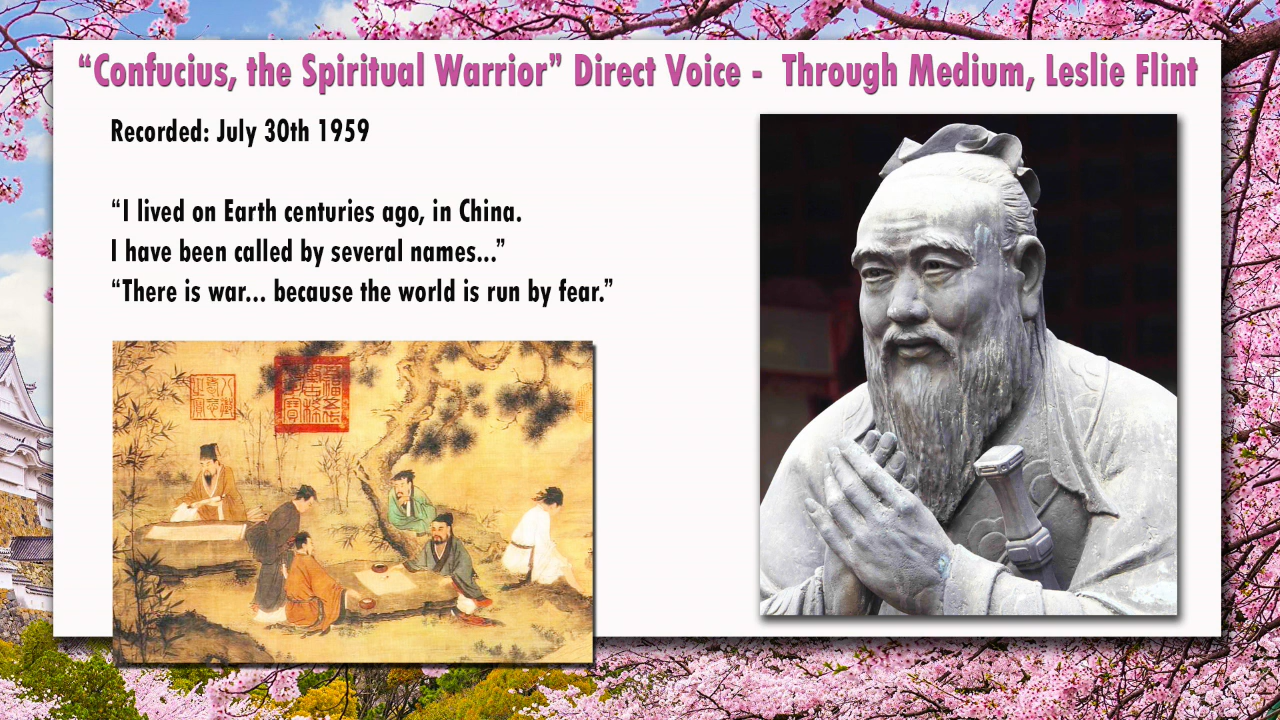 “Confucius, the Spiritual Warrior” Direct Voice - Through Medium, Leslie Flint
Recorded: July 30th 1959
“I lived on Earth centuries ago, in China.
I have been called by several names...”
“There is war... because the world is run by fear.”